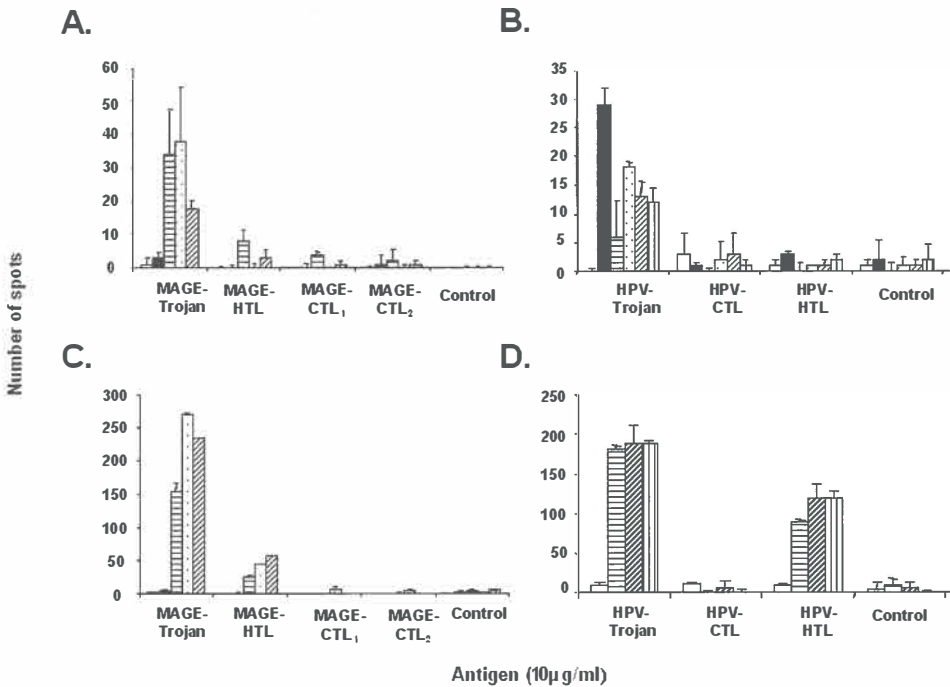 A.
60
50
40
30
20
10
0
MAGE-Trojan
MAGE-HTL
MAGE-CTL₁
MAGE-CTL₂
Control
B.
35
30
25
20
15
10
5
0
HPV-Trojan
HPV-CTL
HPV-HTL
Control
Number of spots
C.
300
250
200
150
100
50
0
MAGE-Trojan
MAGE-HTL
MAGE-CTL₁
MAGE-CTL₂
Control
D.
250
200
150
100
50
0
HPV-Trojan
HPV-CTL
HPV-HTL
Control
Antigen (10µg/ml)